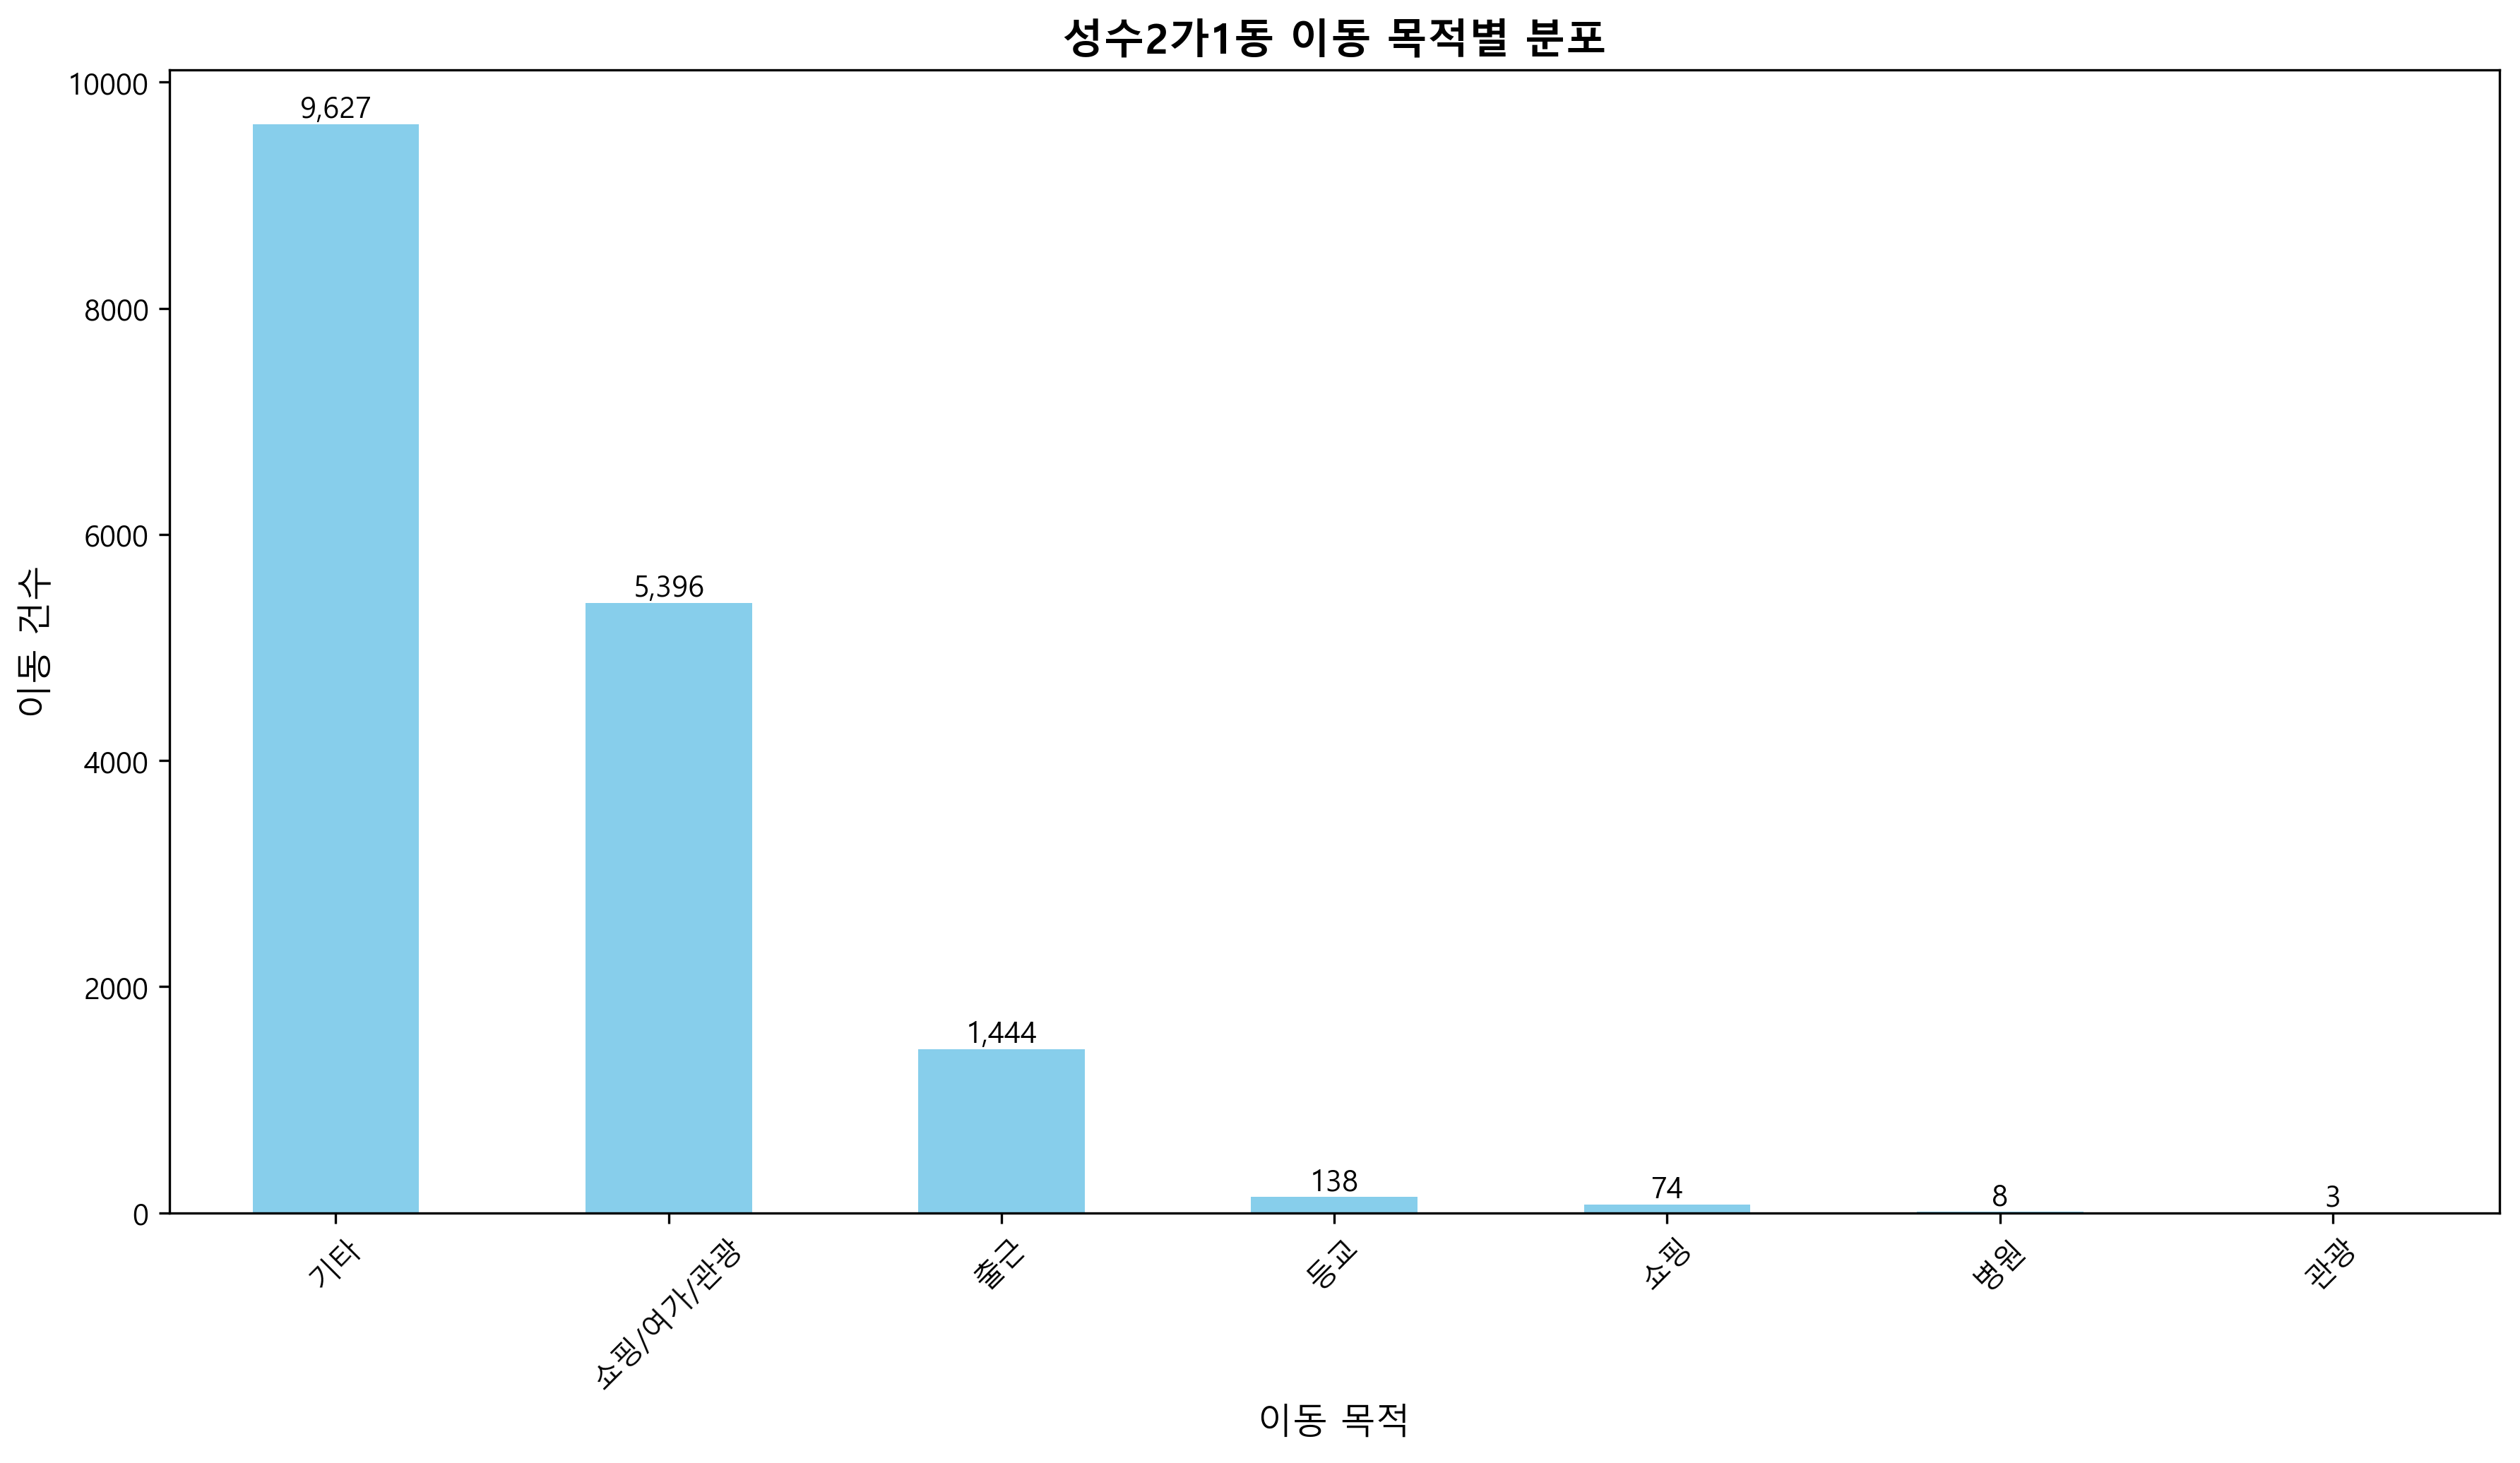 성수2가1동 이동 목적별 분포
10000
8000
6000
4000
2000
0
이동 건수
9,627
5,396
1,444
138
74
8
3
기타
쇼핑/여가/관광
출근
등교
쇼핑
병원
관광
이동 목적